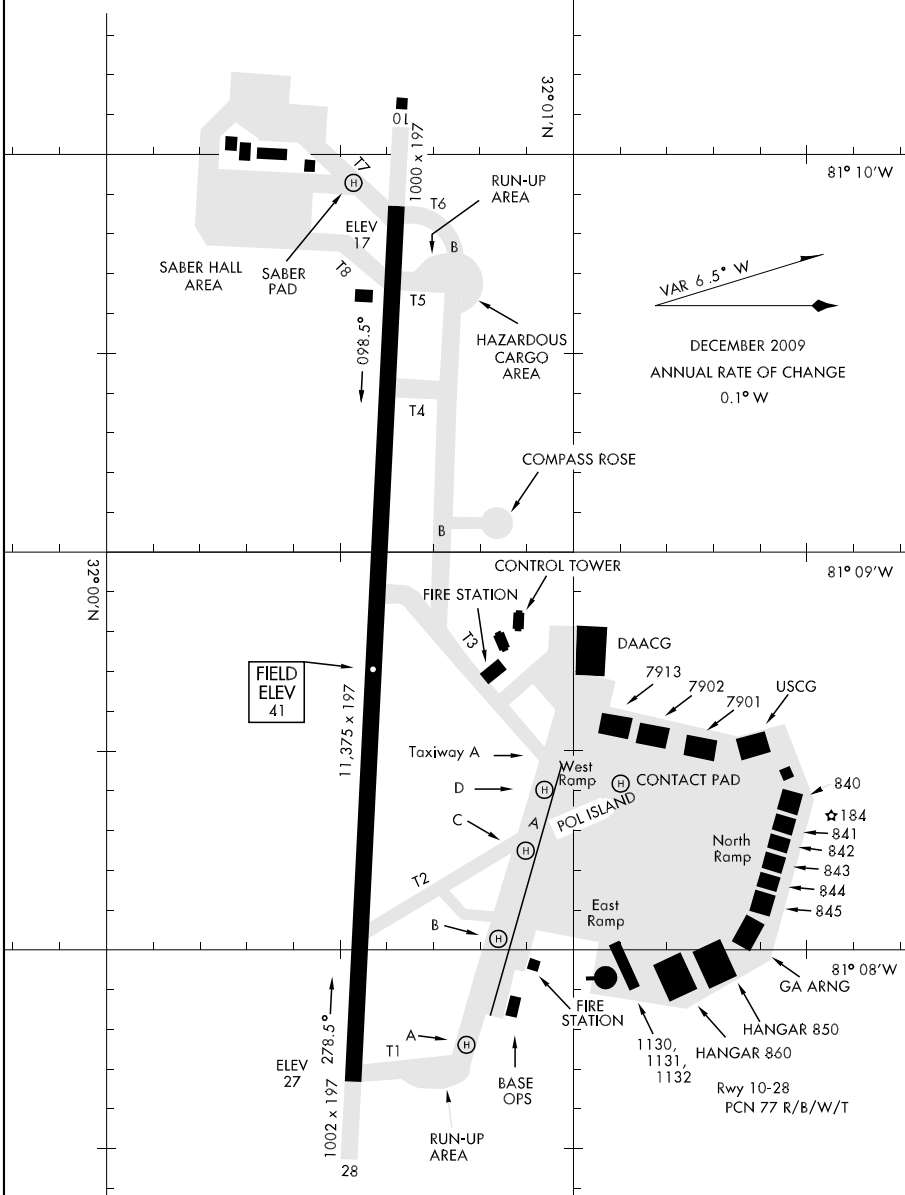 32°01'N
10
1000 x 197
81° 10'W
T7
RUN-UP
AREA
T6
ELEV
17
B
SABER HALL
AREA
SABER
PAD
T8
T5
VAR 6.5° W
098.5°
HAZARDOUS
CARGO
AREA
DECEMBER 2009
ANNUAL RATE OF CHANGE
0.1° W
T4
COMPASS ROSE
B
32°00'N
CONTROL TOWER
81° 09'W
FIRE STATION
T3
DAACG
FIELD
ELEV
41
7913
7902
7901
USCG
11,375 x 197
Taxiway A
West
Ramp
D
H
H
CONTACT PAD
840
POL ISLAND
184
C
A
H
841
North
Ramp
842
843
T2
844
East
Ramp
845
B
H
81° 08'W
GA ARNG
278.5°
FIRE
STATION
HANGAR 850
A
H
T1
1130,
1131,
1132
HANGAR 860
ELEV
27
BASE
OPS
Rwy 10-28
PCN 77 R/B/W/T
1002 x 197
RUN-UP
AREA
28
H